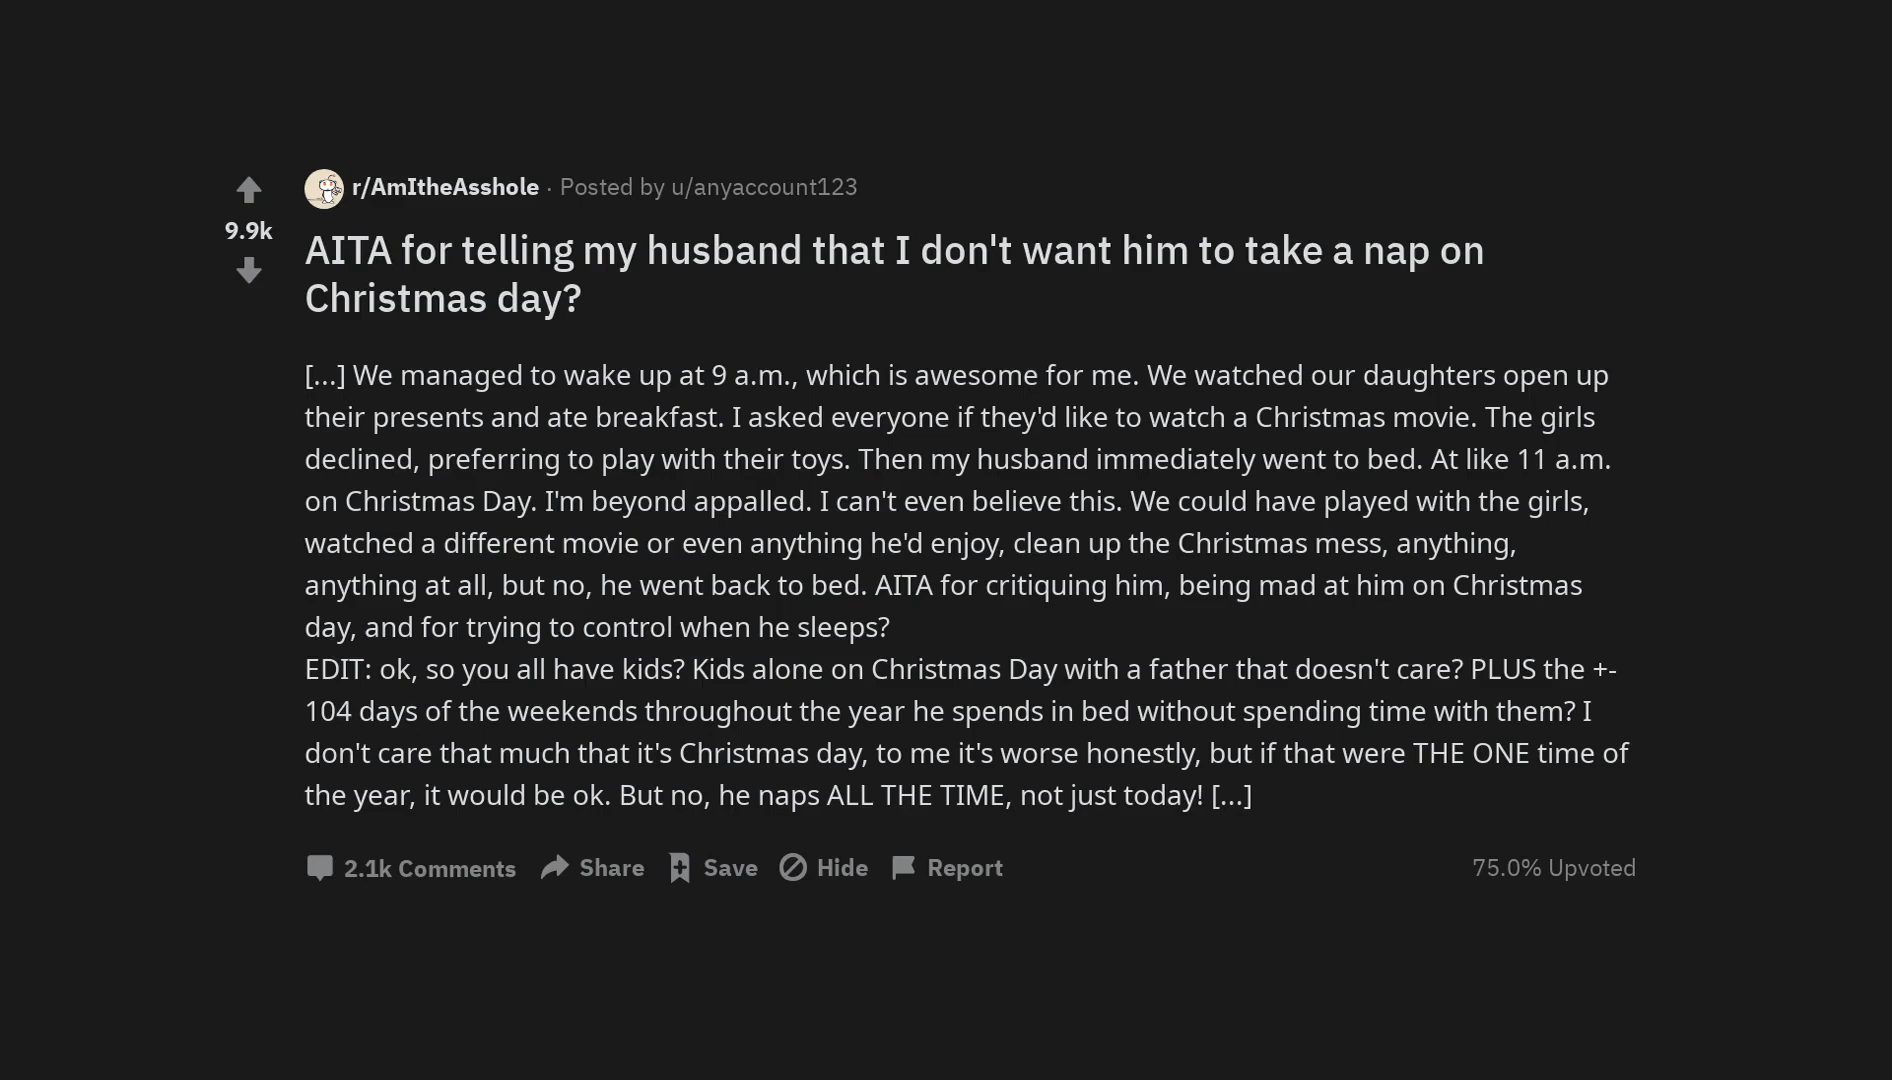 r/AmItheAsshole · Posted by u/anyaccount123
9.9k
AITA for telling my husband that I don't want him to take a nap on
Christmas day?
[...] We managed to wake up at 9 a.m., which is awesome for me. We watched our daughters open up
their presents and ate breakfast. I asked everyone if they'd like to watch a Christmas movie. The girls
declined, preferring to play with their toys. Then my husband immediately went to bed. At like 11 a.m.
on Christmas Day. I'm beyond appalled. I can't even believe this. We could have played with the girls,
watched a different movie or even anything he'd enjoy, clean up the Christmas mess, anything,
anything at all, but no, he went back to bed. AITA for critiquing him, being mad at him on Christmas
day, and for trying to control when he sleeps?
EDIT: ok, so you all have kids? Kids alone on Christmas Day with a father that doesn't care? PLUS the +-
104 days of the weekends throughout the year he spends in bed without spending time with them? I
don't care that much that it's Christmas day, to me it's worse honestly, but if that were THE ONE time of
the year, it would be ok. But no, he naps ALL THE TIME, not just today! [...]
2.1k Comments Share Save Hide Report 75.0% Upvoted